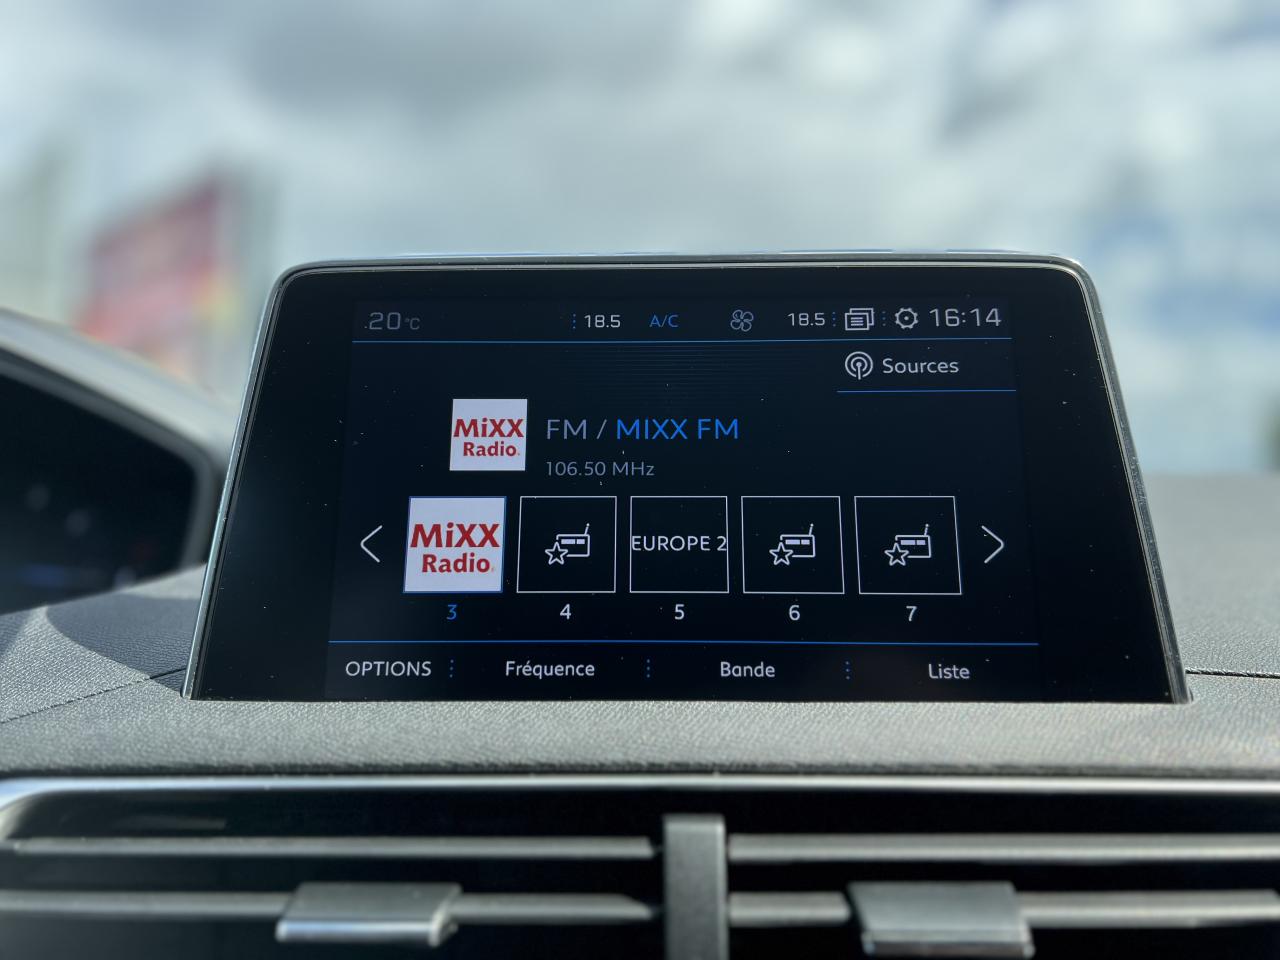 20°C 18.5 A/C 18.5 16:14
Sources
MiXX
Radio.
FM / MIXX FM
106.50 MHz
MiXX
Radio.
EUROPE 2
3 4 5 6 7
OPTIONS Fréquence Bande Liste